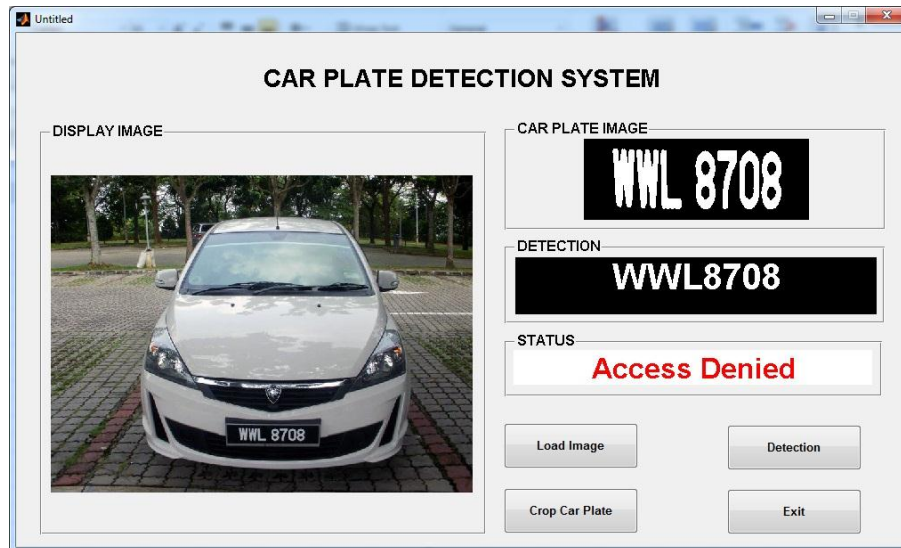 Untitled
CAR PLATE DETECTION SYSTEM
DISPLAY IMAGE
WWL 8708
CAR PLATE IMAGE
WWL 8708
DETECTION
WWL8708
STATUS
Access Denied
Load Image
Detection
Crop Car Plate
Exit